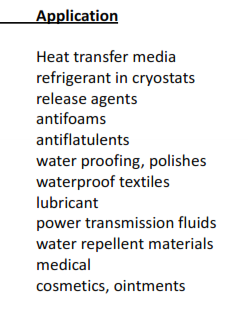 Application
Heat transfer media
refrigerant in cryostats
release agents
antifoams
antiflatulents
water proofing, polishes
waterproof textiles
lubricant
power transmission fluids
water repellent materials
medical
cosmetics, ointments